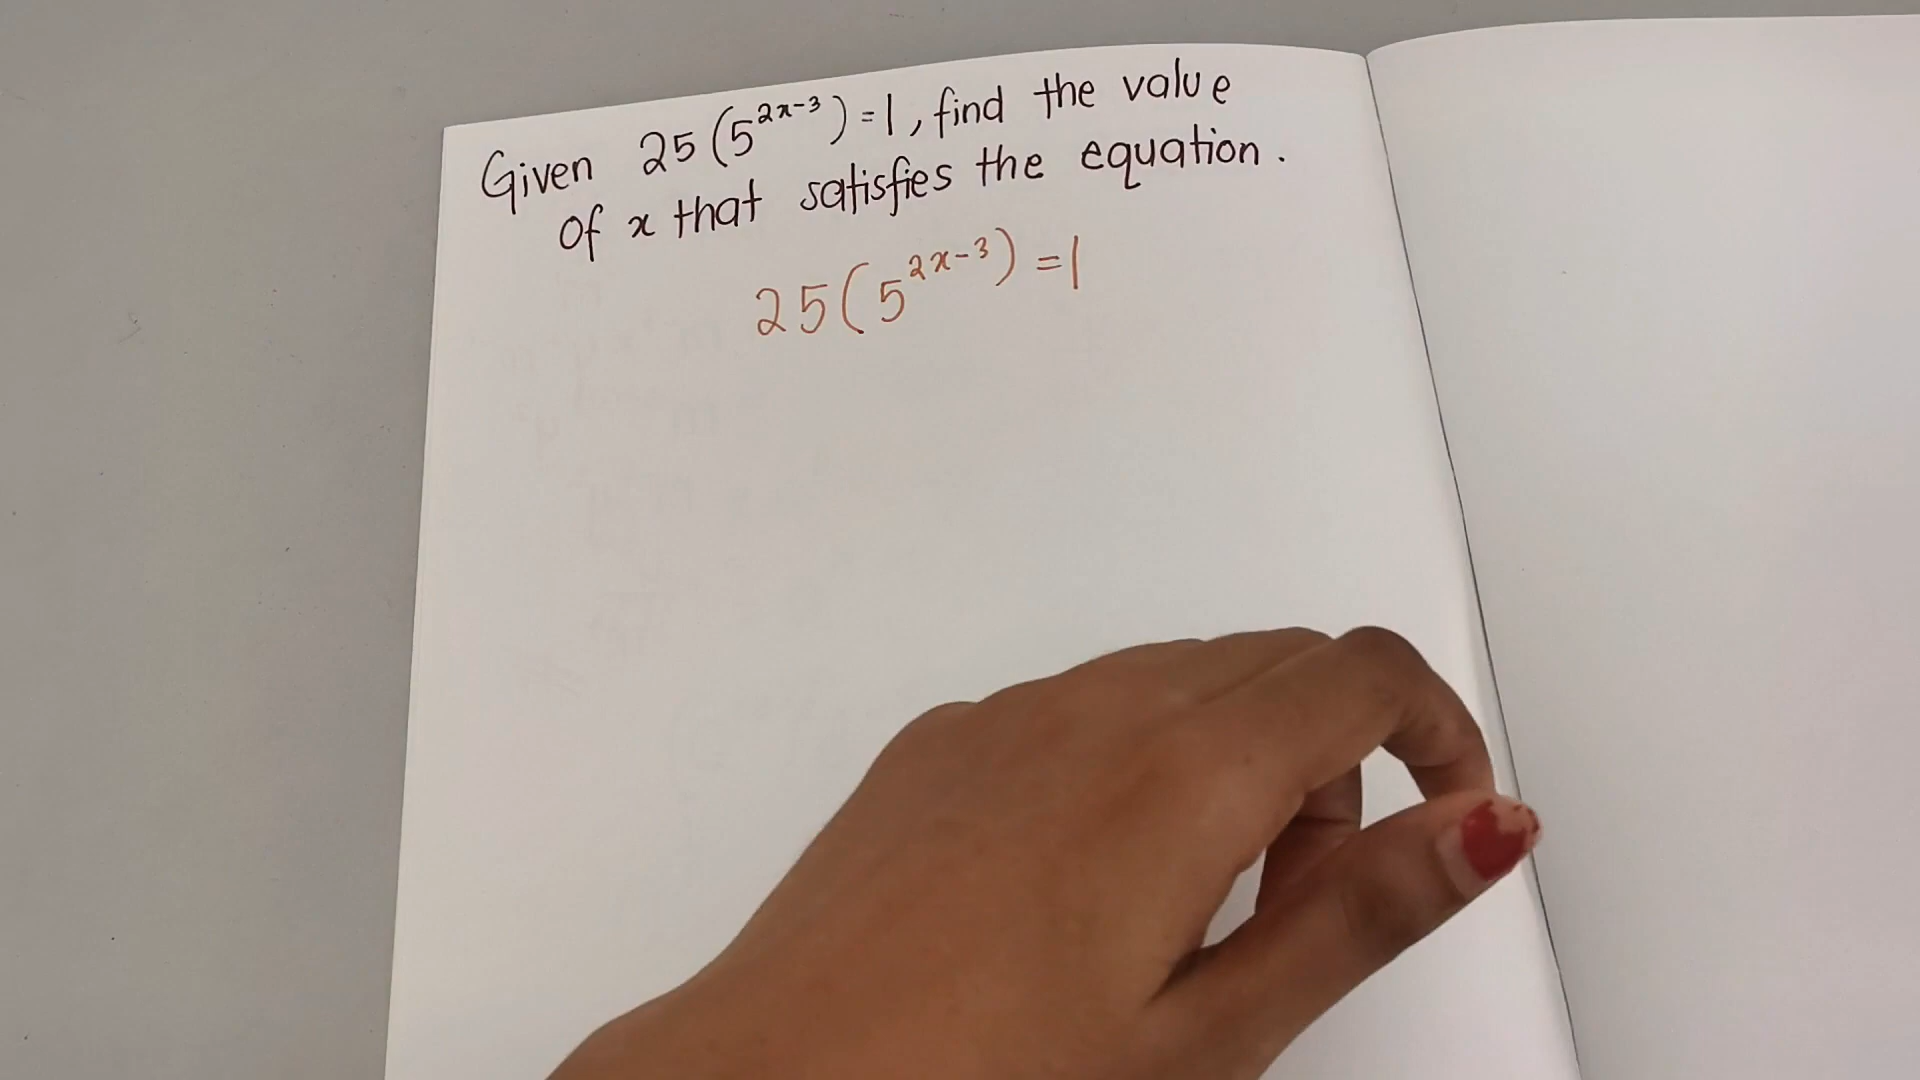 Given 25(5^{2x-3})=1, find the value
of x that satisfies the equation.
25(5^{2x-3})=1